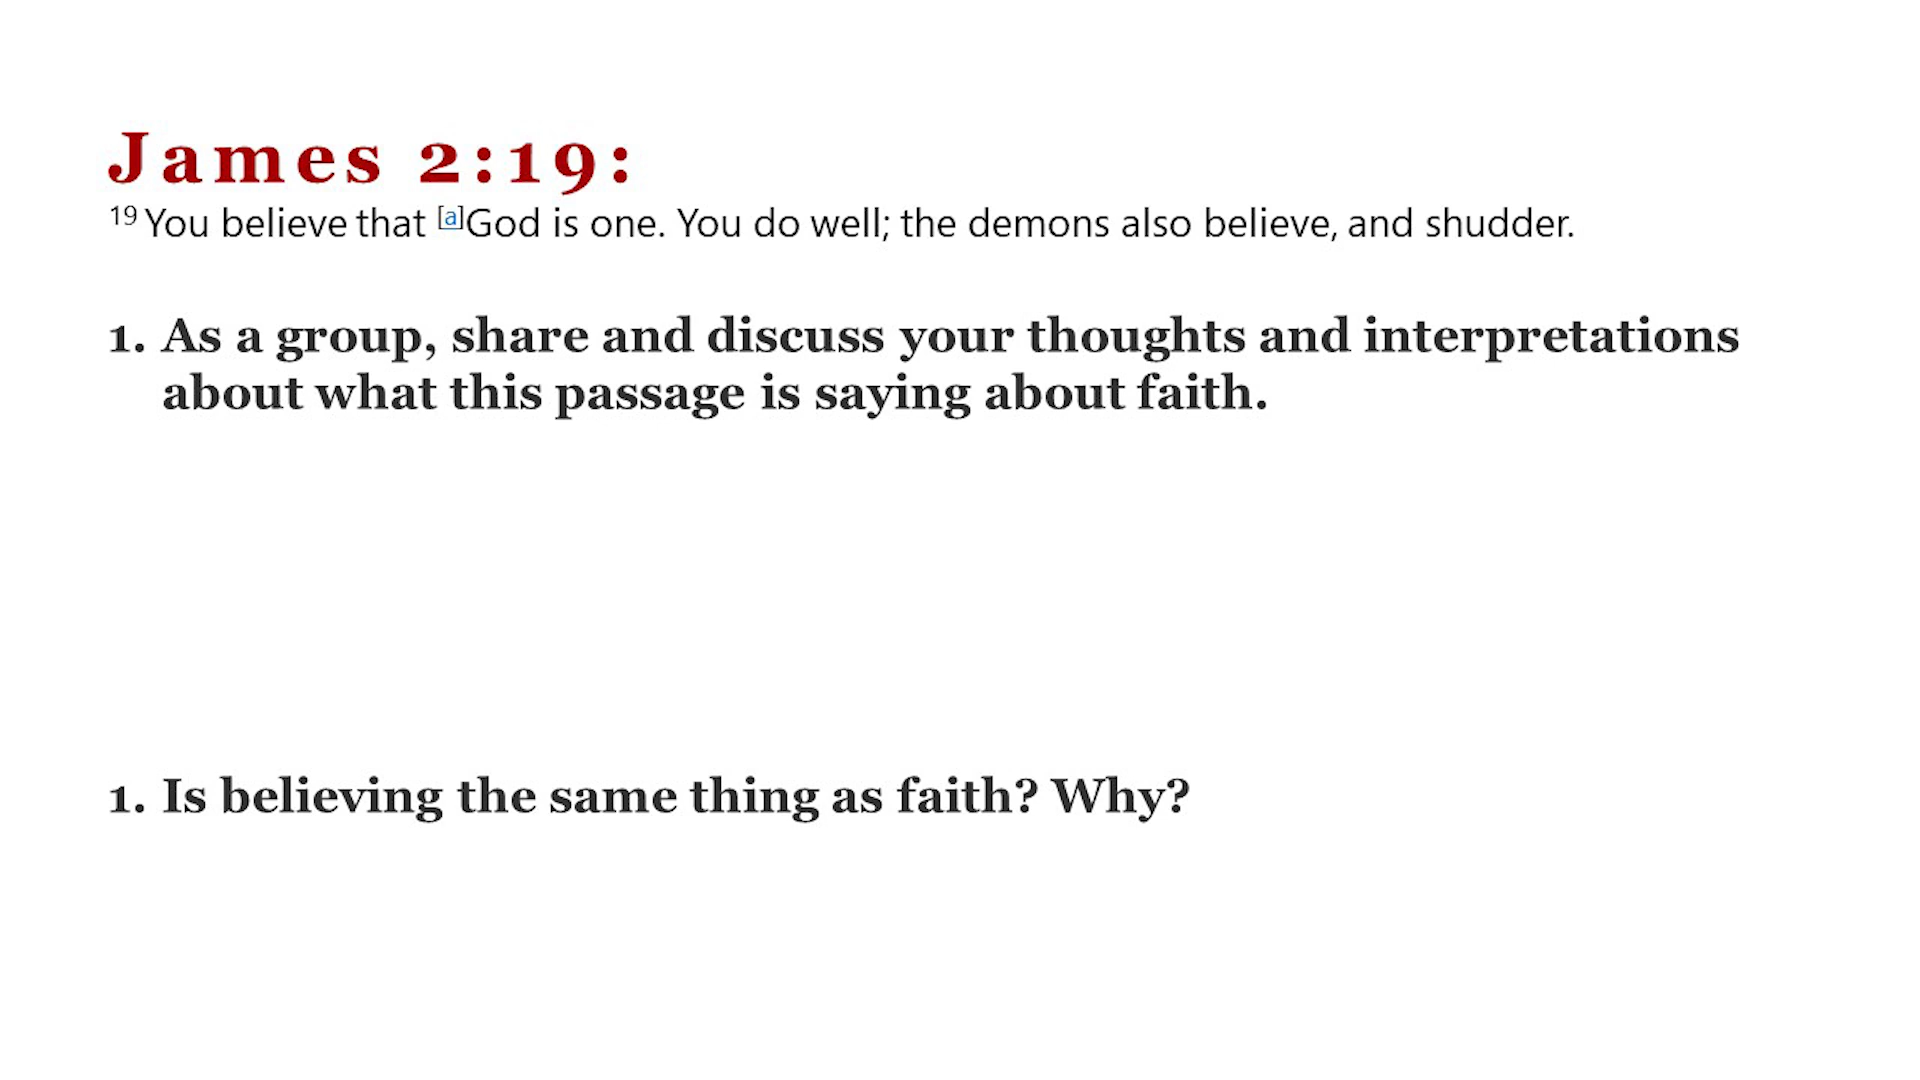 James 2:19:
19 You believe that [a]God is one. You do well; the demons also believe, and shudder.
1. As a group, share and discuss your thoughts and interpretations
about what this passage is saying about faith.
1. Is believing the same thing as faith? Why?